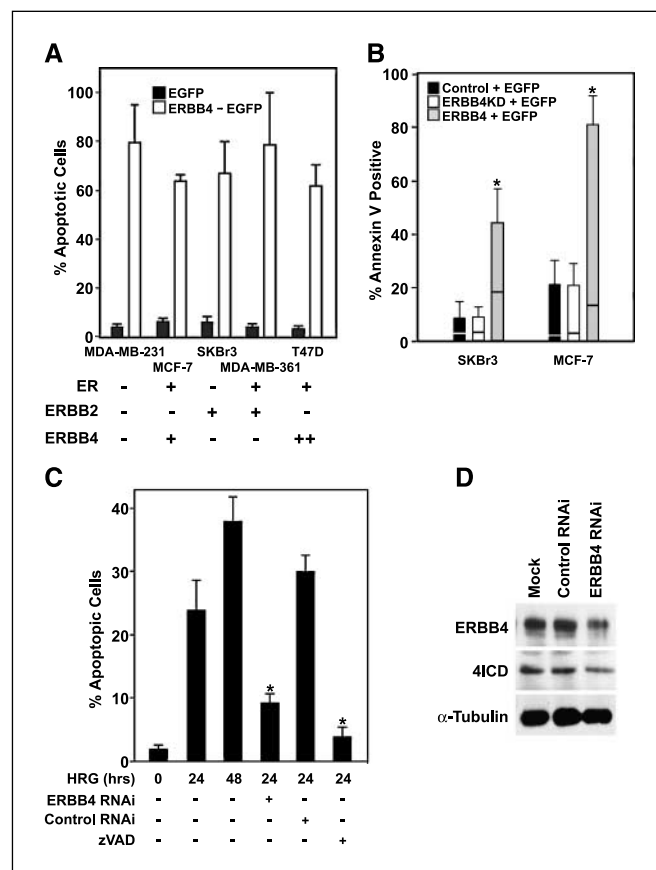 A
EGFP
ERBB4 – EGFP
% Apoptotic Cells
100
80
60
40
20
0
MDA-MB-231 SKBr3 T47D
MCF-7 MDA-MB-361
ER - + - + +
ERBB2 - - + + -
ERBB4 - + - - ++
B
Control + EGFP
ERBB4KD + EGFP
ERBB4 + EGFP
% Annexin V Positive
100
80
60
40
20
0
* *
SKBr3 MCF-7
C
% Apoptopic Cells
40
30
20
10
0
* *
HRG (hrs) 0 24 48 24 24 24
ERBB4 RNAi - - - + - -
Control RNAi - - - - + -
zVAD - - - - - +
D
Mock
Control RNAi
ERBB4 RNAi
ERBB4
4ICD
α-Tubulin